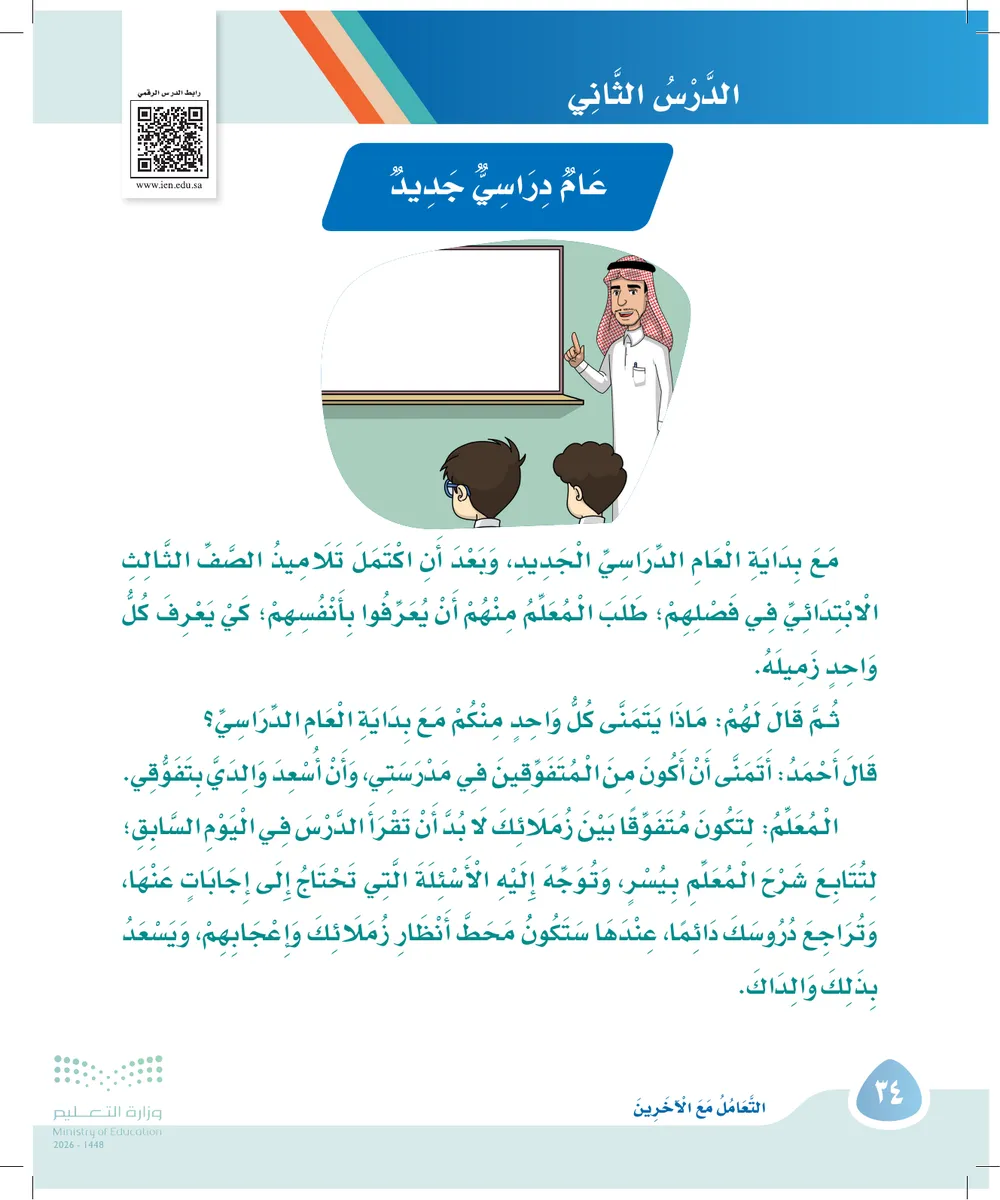 الدَّرْسُ الثَّانِي
رابط الدرس الرقمي
www.ien.edu.sa
عَامٌ دِرَاسِيٌّ جَدِيدٌ
مَعَ بِدَايَةِ الْعَامِ الدِّرَاسِيِّ الْجَدِيدِ، وَبَعْدَ أَنِ اكْتَمَلَ تَلَامِيذُ الصَّفِّ الثَّالِثِ
الْابْتِدَائِيِّ فِي فَصْلِهِمْ؛ طَلَبَ الْمُعَلِّمُ مِنْهُمْ أَنْ يُعَرِّفُوا بِأَنْفُسِهِمْ؛ كَيْ يَعْرِفَ كُلُّ
وَاحِدٍ زَمِيلَهُ.
ثُمَّ قَالَ لَهُمْ: مَاذَا يَتَمَنَّى كُلُّ وَاحِدٍ مِنْكُمْ مَعَ بِدَايَةِ الْعَامِ الدِّرَاسِيِّ؟
قَالَ أَحْمَدُ: أَتَمَنَّى أَنْ أَكُونَ مِنَ الْمُتَفَوِّقِينَ فِي مَدْرَسَتِي، وَأَنْ أُسْعِدَ وَالِدَيَّ بِتَفَوُّقِي.
الْمُعَلِّمُ: لِتَكُونَ مُتَفَوِّقًا بَيْنَ زُمَلَائِكَ لَا بُدَّ أَنْ تَقْرَأَ الدَّرْسَ فِي الْيَوْمِ السَّابِقِ؛
لِتُتَابِعَ شَرْحَ الْمُعَلِّمِ بِيُسْرٍ، وَتُوَجِّهَ إِلَيْهِ الْأَسْئِلَةَ الَّتِي تَحْتَاجُ إِلَى إِجَابَاتٍ عَنْهَا،
وَتُرَاجِعَ دُرُوسَكَ دَائِمًا، عِنْدَهَا سَتَكُونُ مَحَطَّ أَنْظَارِ زُمَلَائِكَ وَإِعْجَابِهِمْ، وَيَسْعَدُ
بِذَلِكَ وَالِدَاكَ.
٣٤
التَّعَامُلُ مَعَ الْآخَرِينَ
وزارة التعليم
Ministry of Education
2026 - 1448